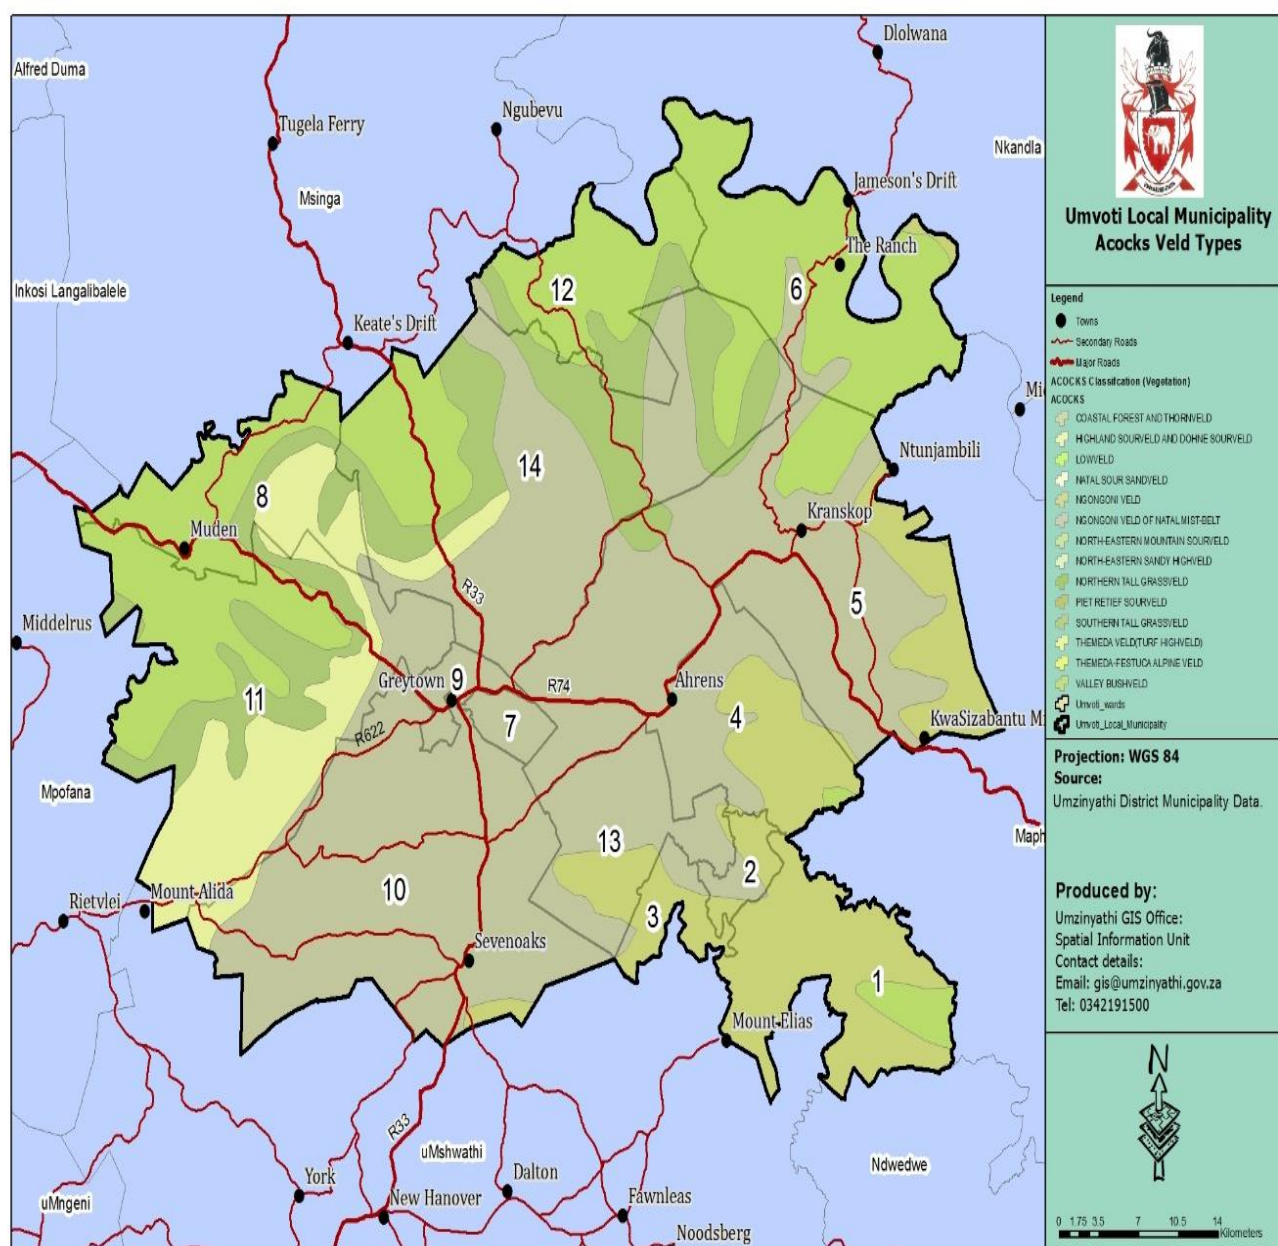 Dlolwana
Alfred Duma
Ngubevu
Tugela Ferry
Nkandla
Msinga
Jameson's Drift
The Ranch
Inkosi Langalibalele
12
6
Keate's Drift
Ntunjambili
14
8
Kranskop
Muden
R33
5
Middelrus
Greytown
9
R74
Ahrens
11
7
4
R622
KwaSizabantu Mi
Mpofana
13
2
10
Mount Alida
3
Rietvlei
Sevenoaks
1
Mount Elias
R33
uMshwathi
Ndwedwe
York
Dalton
uMngeni
New Hanover
Fawnleas
Noodsberg
Maph
Umvoti Local Municipality
Acocks Veld Types
Legend
Towns
Secondary Roads
Major Roads
ACOCKS Classifcation (Vegetation)
ACOCKS
COASTAL FOREST AND THORNVELD
HIGHLAND SOURVELD AND DOHNE SOURVELD
LOWVELD
NATAL SOUR SANDVELD
NGONGONI VELD
NGONGONI VELD OF NATAL MIST-BELT
NORTH-EASTERN MOUNTAIN SOURVELD
NORTH-EASTERN SANDY HIGHVELD
NORTHERN TALL GRASSVELD
PIET RETIEF SOURVELD
SOUTHERN TALL GRASSVELD
THEMEDA VELD(TURF HIGHVELD)
THEMEDA-FESTUCA ALPINE VELD
VALLEY BUSHVELD
Umvoti_wards
Umvoti_Local_Municipality
Projection: WGS 84
Source:
Umzinyathi District Municipality Data.
Produced by:
Umzinyathi GIS Office:
Spatial Information Unit
Contact details:
Email: gis@umzinyathi.gov.za
Tel: 0342191500
N
0 1.75 3.5 7 10.5 14
Kilometers